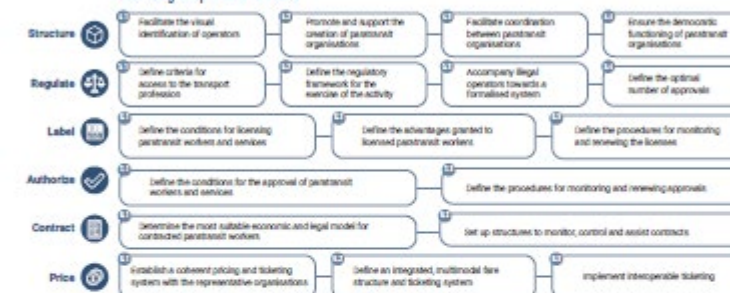 Structure
Facilitate the visual
identification of operators
Promote and support the
creation of paratransit
organisations
Facilitate coordination
between paratransit
organisations
Ensure the democratic
functioning of paratransit
organisations
Regulate
Define criteria for
access to the transport
profession
Define the regulatory
framework for the
exercise of the activity
Accompany illegal
operators towards a
formalised system
Define the optimal
number of approvals
Label
Define the conditions for licensing
paratransit workers and services
Define the advantages granted to
licensed paratransit workers
Define the procedures for monitoring
and renewing the licenses
Authorize
Define the conditions for the approval of paratransit
workers and services
Define the procedures for monitoring and renewing approvals
Contract
Determine the most suitable economic and legal model for
contracted paratransit workers
Set up structures to monitor, control and assist contracts
Price
Establish a coherent pricing and ticketing
system with the representative organisations
Define an integrated, multimodal fare
structure and ticketing system
Implement interoperable ticketing